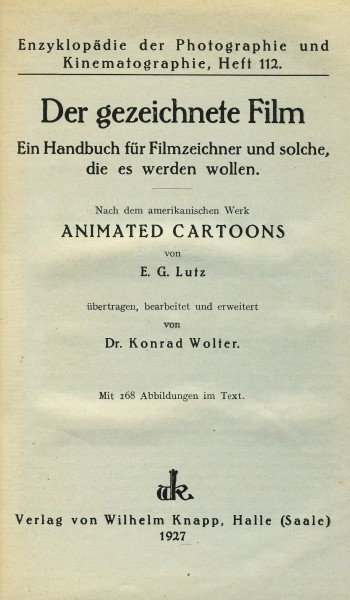 Enzyklopädie der Photographie und
Kinematographie, Heft 112.
Der gezeichnete Film
Ein Handbuch für Filmzeichner und solche,
die es werden wollen.
Nach dem amerikanischen Werk
ANIMATED CARTOONS
von
E. G. Lutz
übertragen, bearbeitet und erweitert
von
Dr. Konrad Wolter.
Mit 168 Abbildungen im Text.
wk
Verlag von Wilhelm Knapp, Halle (Saale)
1927